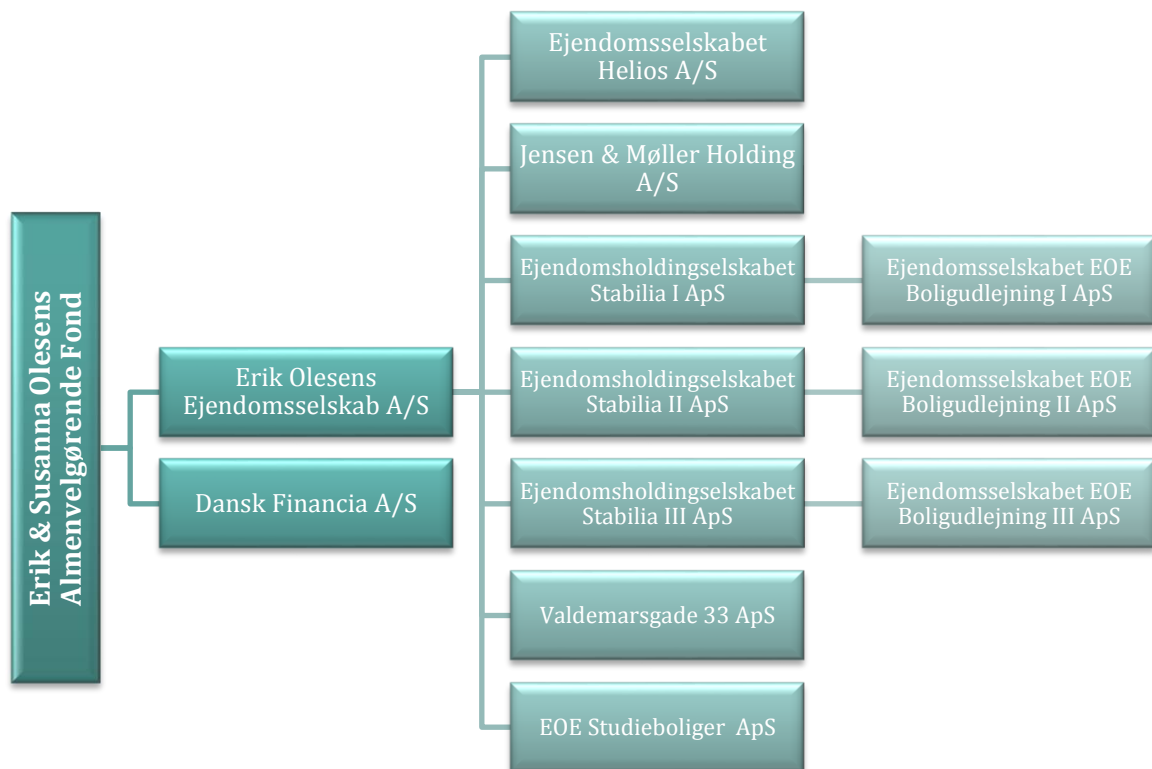 Erik & Susanna Olesens
Almenvelgørende Fond
Erik Olesens
Ejendomsselskab A/S
Dansk Financia A/S
Ejendomsselskabet
Helios A/S
Jensen & Møller Holding
A/S
Ejendomsholdingselskabet
Stabilia I ApS
Ejendomsselskabet EOE
Boligudlejning I ApS
Ejendomsholdingselskabet
Stabilia II ApS
Ejendomsselskabet EOE
Boligudlejning II ApS
Ejendomsholdingselskabet
Stabilia III ApS
Ejendomsselskabet EOE
Boligudlejning III ApS
Valdemarsgade 33 ApS
EOE Studieboliger ApS